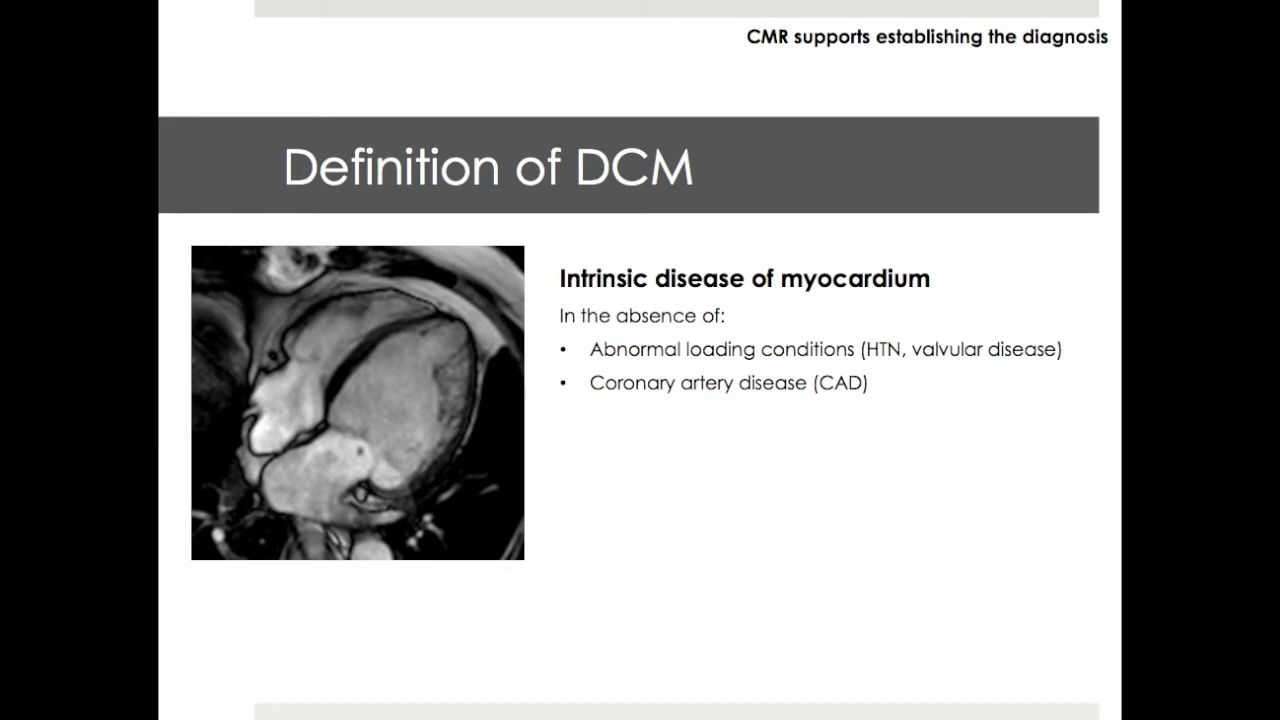 CMR supports establishing the diagnosis
Definition of DCM
Intrinsic disease of myocardium
In the absence of:
• Abnormal loading conditions (HTN, valvular disease)
• Coronary artery disease (CAD)